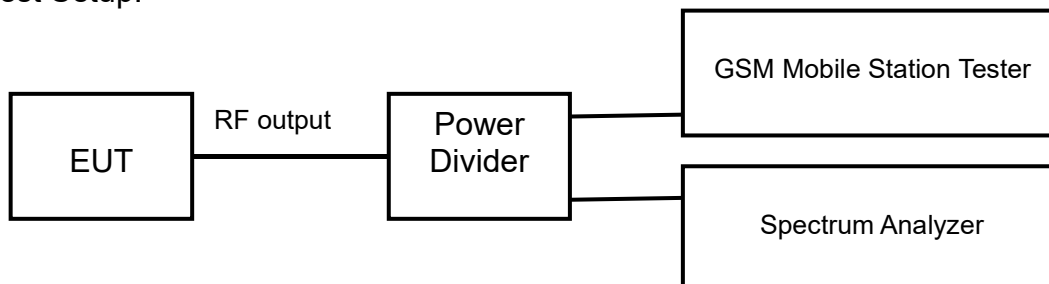 EUT
RF output
Power
Divider
GSM Mobile Station Tester
Spectrum Analyzer